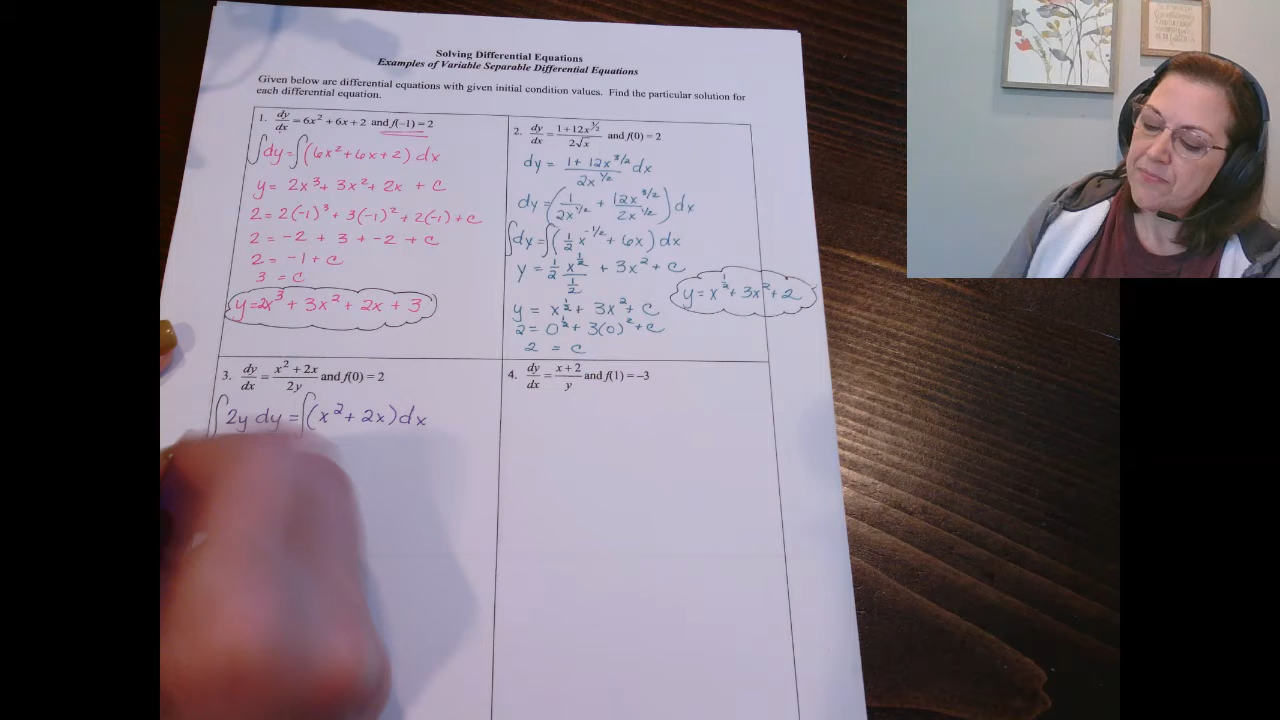 Solving Differential Equations
Examples of Variable Separable Differential Equations
Given below are differential equations with given initial condition values. Find the particular solution for
each differential equation.
1. dy/dx = 6x² + 6x + 2 and f(−1) = 2
∫dy = ∫(6x² + 6x + 2) dx
y = 2x³ + 3x² + 2x + C
2 = 2(-1)³ + 3(-1)² + 2(-1) + C
2 = -2 + 3 + -2 + C
2 = -1 + C
3 = C
y = 2x³ + 3x² + 2x + 3
2. dy/dx = (1+12x^(3/2))/(2√x) and f(0) = 2
dy = (1 + 12x^(3/2))/(2x^(1/2)) dx
dy = (1/(2x^(1/2)) + 12x^(3/2)/(2x^(1/2))) dx
∫dy = ∫(1/2 x^(-1/2) + 6x) dx
y = 1/2 x^(1/2)/(1/2) + 3x² + C
y = x^(1/2) + 3x² + C
2 = 0^(1/2) + 3(0)² + C
2 = C
y = x^(1/2) + 3x² + 2
3. dy/dx = (x² + 2x)/(2y) and f(0) = 2
∫2y dy = ∫(x² + 2x) dx
4. dy/dx = (x + 2)/y and f(1) = −3